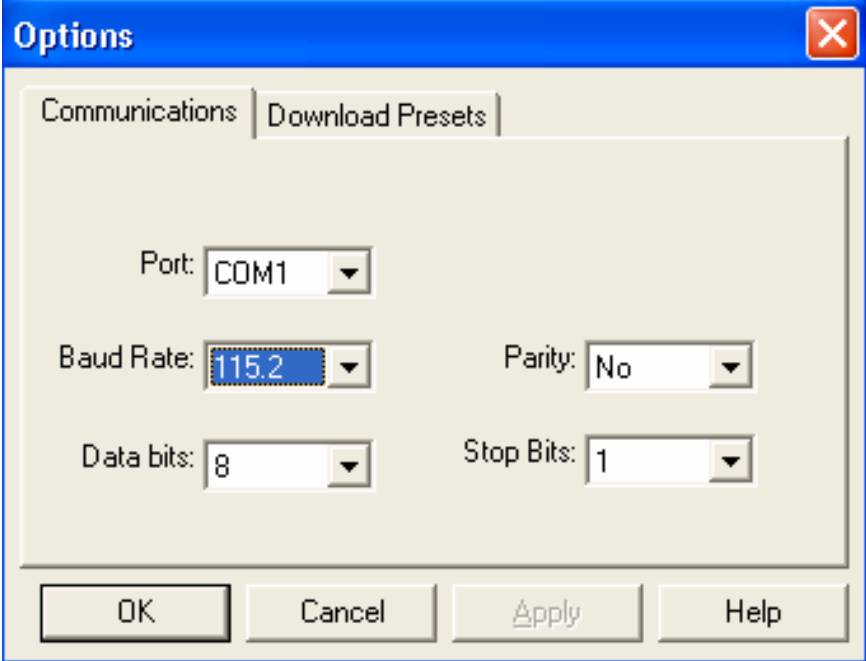 Options
Communications Download Presets
Port: COM1
Baud Rate: 115.2 Parity: No
Data bits: 8 Stop Bits: 1
OK Cancel Apply Help